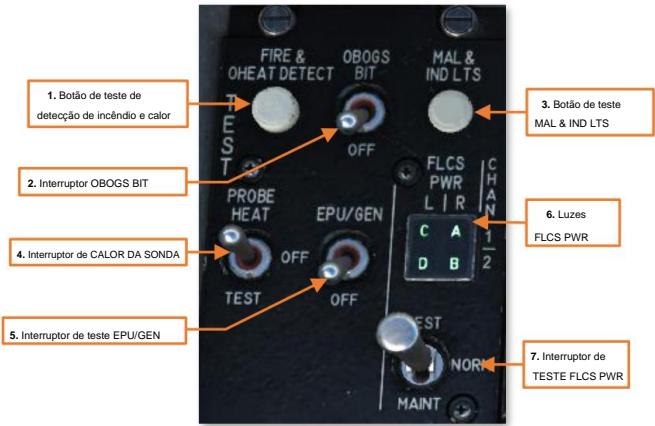 1. Botão de teste de
detecção de incêndio e calor
2. Interruptor OBOGS BIT
4. Interruptor de CALOR DA SONDA
5. Interruptor de teste EPU/GEN
FIRE &
OHEAT DETECT
OBOGS
BIT
MAL &
IND LTS
TEST
OFF
PROBE
HEAT
OFF
TEST
EPU/GEN
OFF
FLCS
PWR
L | R
C A
D B
CHAN
1
2
EST
NORM
MAINT
3. Botão de teste
MAL & IND LTS
6. Luzes
FLCS PWR
7. Interruptor de
TESTE FLCS PWR